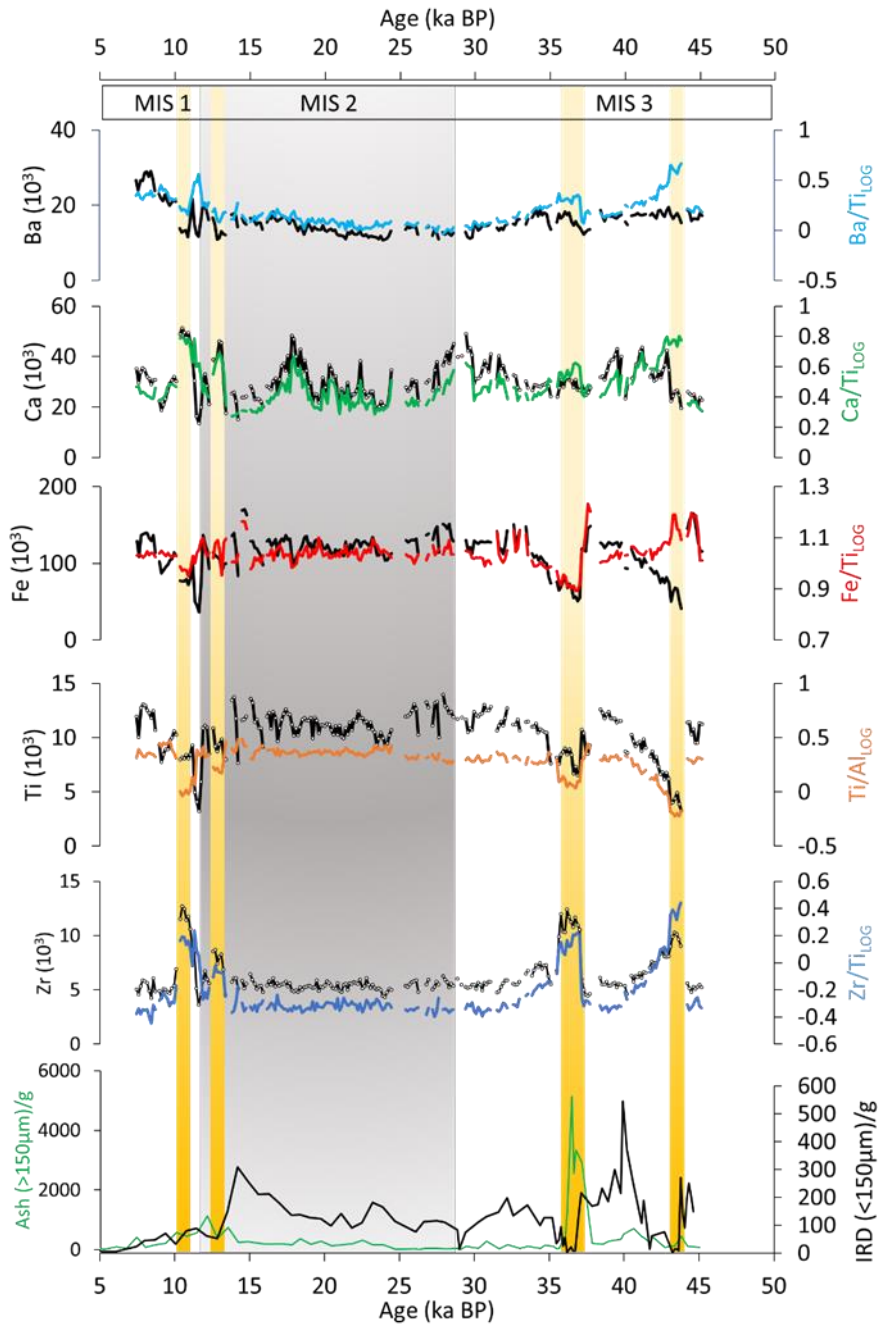 Age (ka BP)
5 10 15 20 25 30 35 40 45 50
MIS 1 MIS 2 MIS 3
40 20 0
Ba (10³)
1 0.5 0 -0.5
Ba/TiLOG
60 40 20 0
Ca (10³)
1 0.8 0.6 0.4 0.2 0
Ca/TiLOG
200 100 0
Fe (10³)
1.3 1.1 0.9 0.7
Fe/TiLOG
15 10 5 0
Ti (10³)
1 0.5 0 -0.5
Ti/AlLOG
15 10 5 0
Zr (10³)
0.6 0.4 0.2 0 -0.2 -0.4 -0.6
Zr/TiLOG
6000 4000 2000 0
Ash (>150µm)/g
600 500 400 300 200 100 0
IRD (<150µm)/g
5 10 15 20 25 30 35 40 45 50
Age (ka BP)